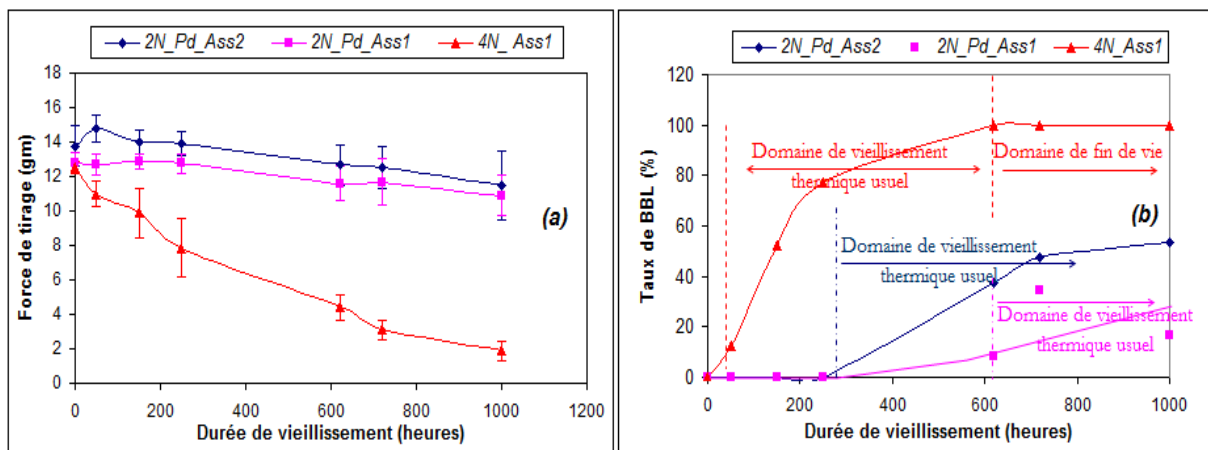 2N_Pd_Ass2 2N_Pd_Ass1 4N_ Ass1
Force de tirage (gm)
18
16
14
12
10
8
6
4
2
0
(a)
0 200 400 600 800 1000 1200
Durée de vieillissement (heures)
2N_Pd_Ass2 2N_Pd_Ass1 4N_Ass1
Taux de BBL (%)
120
100
80
60
40
20
0
Domaine de vieillissement
thermique usuel
Domaine de fin de vie
(b)
Domaine de vieillissement
thermique usuel
Domaine de vieillissement
thermique usuel
0 200 400 600 800 1000
Durée de vieillissement (heures)